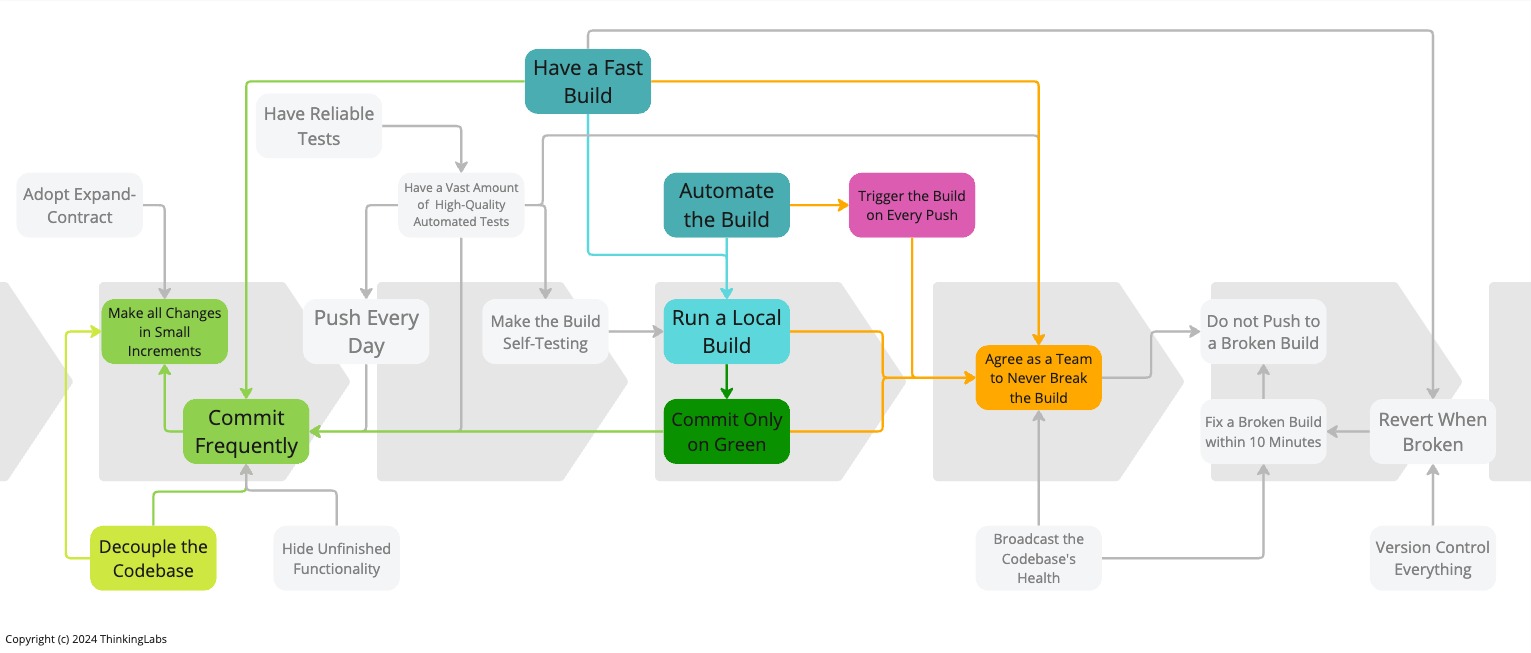 Have a Fast
Build
Have Reliable
Tests
Adopt Expand-
Contract
Have a Vast Amount
of High-Quality
Automated Tests
Automate
the Build
Trigger the Build
on Every Push
Make all Changes
in Small
Increments
Push Every
Day
Make the Build
Self-Testing
Run a Local
Build
Agree as a Team
to Never Break
the Build
Do not Push to
a Broken Build
Commit
Frequently
Commit Only
on Green
Fix a Broken Build
within 10 Minutes
Revert When
Broken
Decouple the
Codebase
Hide Unfinished
Functionality
Broadcast the
Codebase's
Health
Version Control
Everything
Copyright (c) 2024 ThinkingLabs